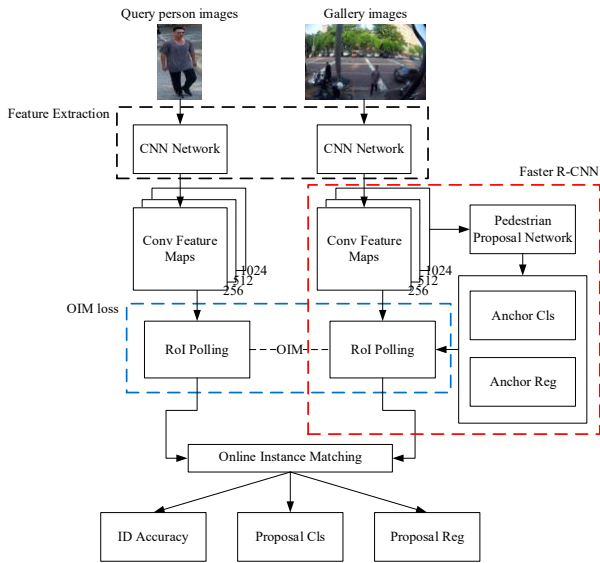 Query person images
Gallery images
Feature Extraction
CNN Network
CNN Network
Faster R-CNN
Conv Feature
Maps
1024
512
256
Conv Feature
Maps
1024
512
256
Pedestrian
Proposal Network
OIM loss
Anchor Cls
RoI Polling
OIM
RoI Polling
Anchor Reg
Online Instance Matching
ID Accuracy
Proposal Cls
Proposal Reg